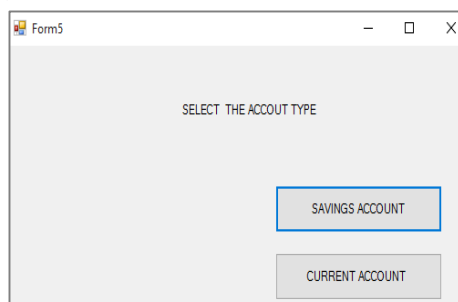 Form5
SELECT THE ACCOUT TYPE
SAVINGS ACCOUNT
CURRENT ACCOUNT